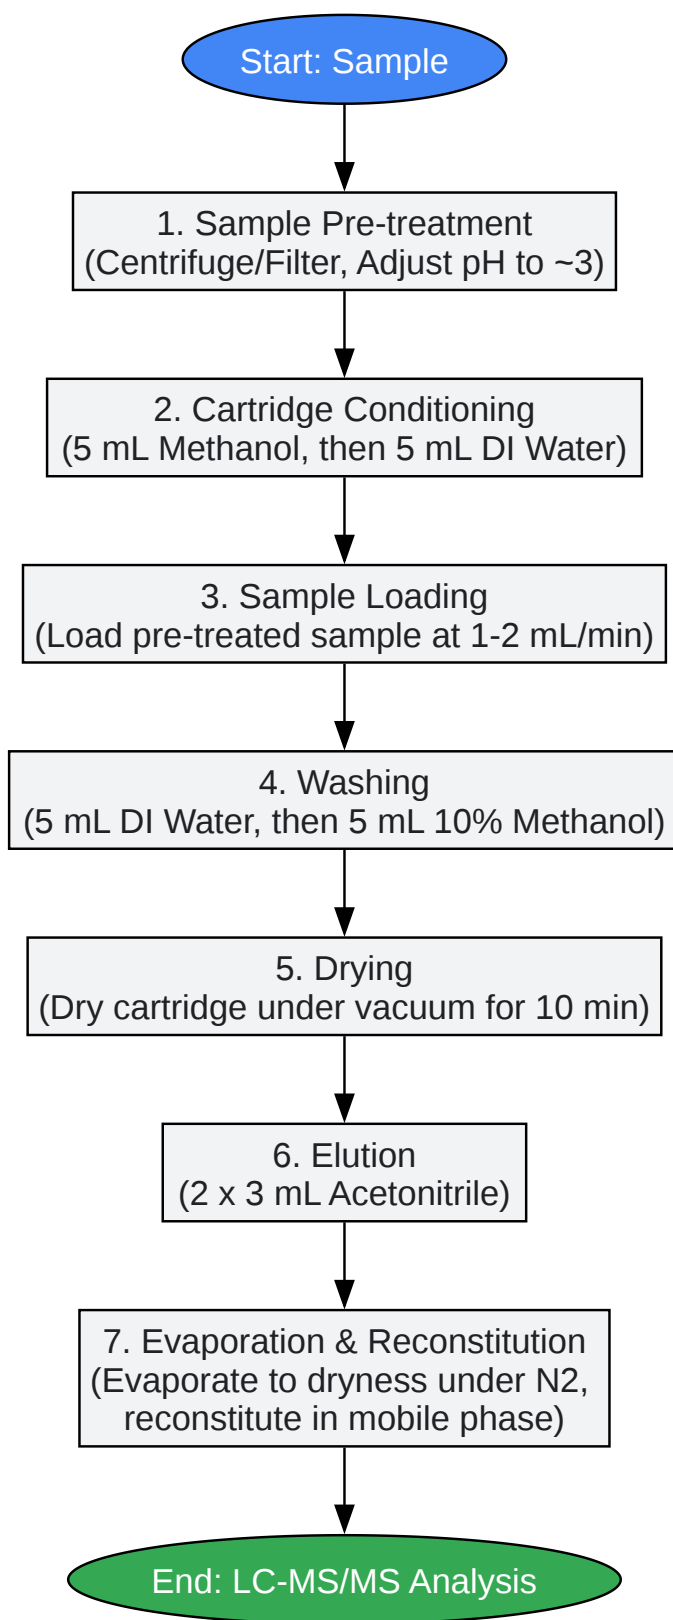 Start: Sample
1. Sample Pre-treatment
(Centrifuge/Filter, Adjust pH to ~3)
2. Cartridge Conditioning
(5 mL Methanol, then 5 mL DI Water)
3. Sample Loading
(Load pre-treated sample at 1-2 mL/min)
4. Washing
(5 mL DI Water, then 5 mL 10% Methanol)
5. Drying
(Dry cartridge under vacuum for 10 min)
6. Elution
(2 x 3 mL Acetonitrile)
7. Evaporation & Reconstitution
(Evaporate to dryness under N2,
reconstitute in mobile phase)
End: LC-MS/MS Analysis